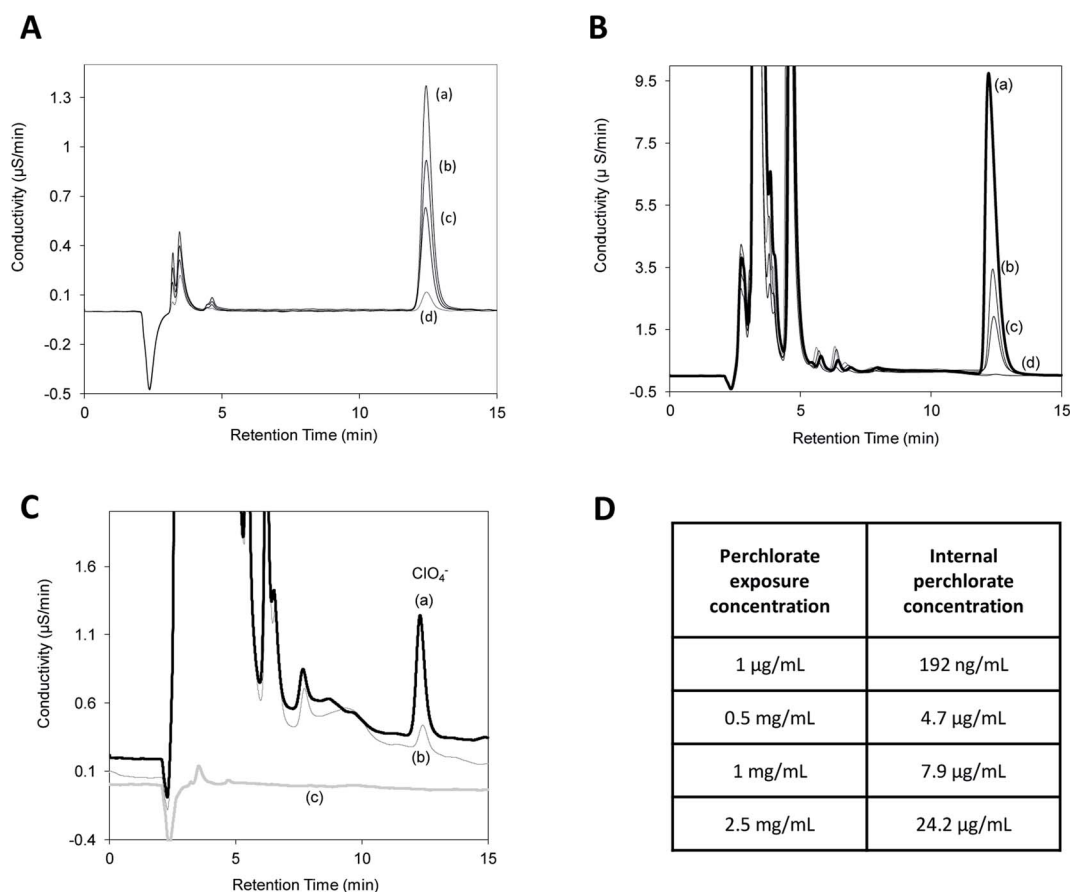 A
Conductivity (µS/min)
1.3
1
0.7
0.4
0.1
-0.2
-0.5
(a)
(b)
(c)
(d)
0
5
10
15
Retention Time (min)
B
Conductivity (µ S/min)
9.5
7.5
5.5
3.5
1.5
-0.5
(a)
(b)
(c)
(d)
0
5
10
15
Retention Time (min)
C
Conductivity (µS/min)
1.6
1.1
0.6
0.1
-0.4
ClO₄⁻
(a)
(b)
(c)
0
5
10
15
Retention Time (min)
D
Perchlorate Internal
exposure perchlorate
concentration concentration
1 µg/mL 192 ng/mL
0.5 mg/mL 4.7 µg/mL
1 mg/mL 7.9 µg/mL
2.5 mg/mL 24.2 µg/mL